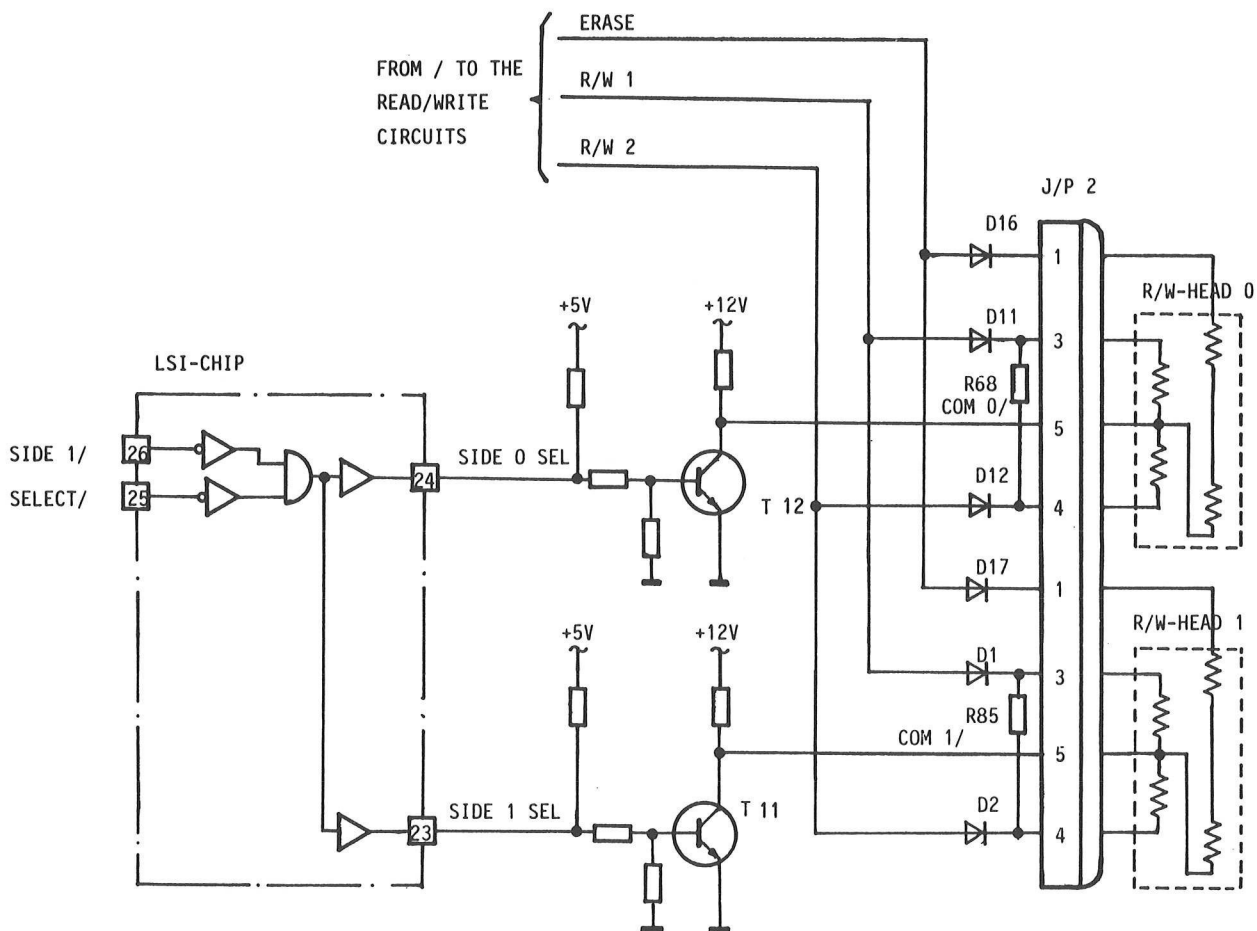 ERASE
FROM / TO THE
READ/WRITE
CIRCUITS
R/W 1
R/W 2
J/P 2
D16
1
R/W-HEAD 0
+5V
+12V
D11
3
LSI-CHIP
R68
COM 0/
5
SIDE 1/
26
SIDE 0 SEL
24
SELECT/
25
D12
T 12
4
D17
1
R/W-HEAD 1
+5V
+12V
D1
3
R85
COM 1/
5
SIDE 1 SEL
23
T 11
D2
4